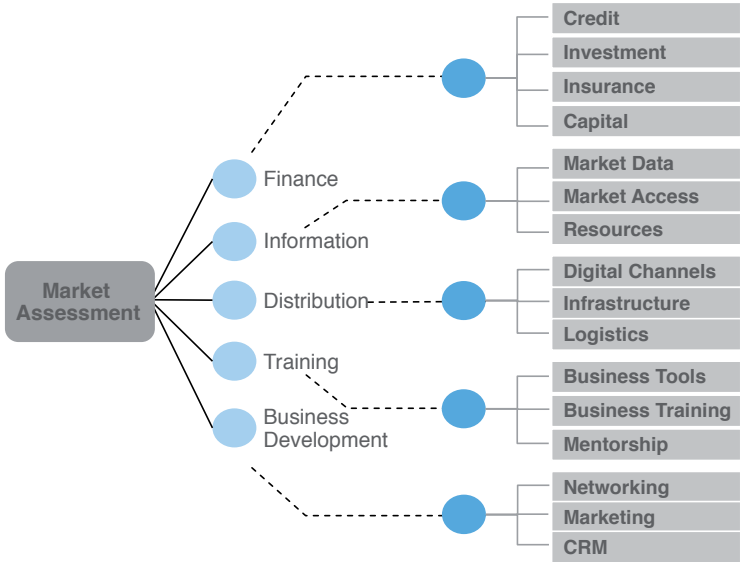 Market
Assessment
Finance
Information
Distribution
Training
Business
Development
Credit
Investment
Insurance
Capital
Market Data
Market Access
Resources
Digital Channels
Infrastructure
Logistics
Business Tools
Business Training
Mentorship
Networking
Marketing
CRM